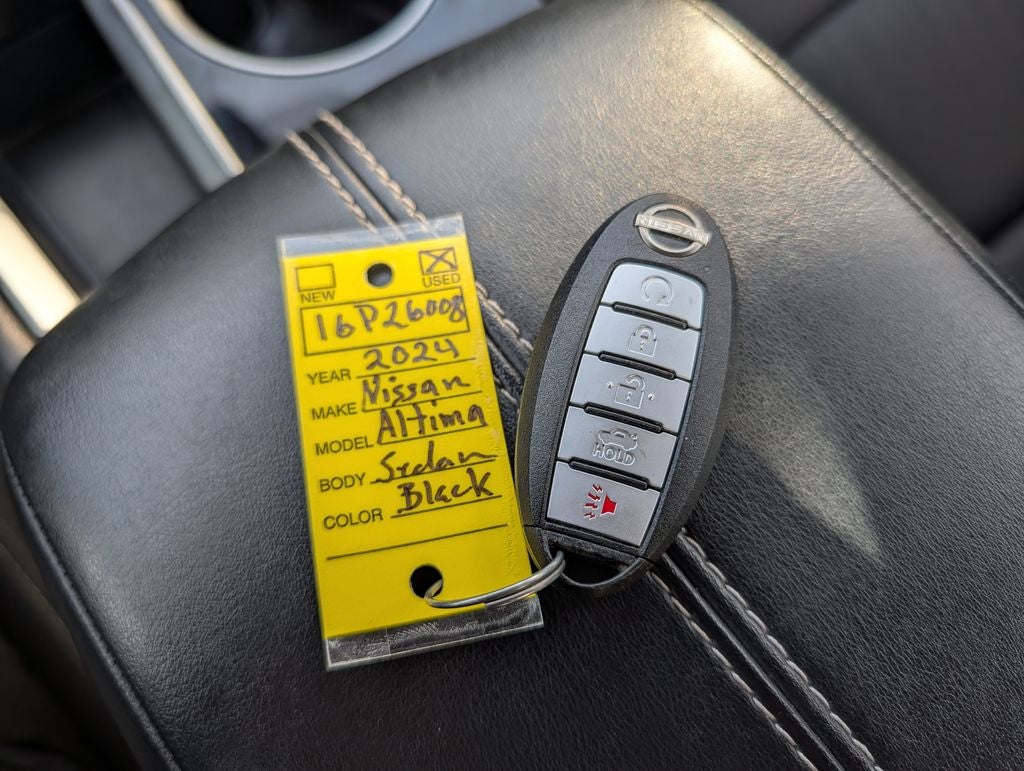 NEW
USED
16P26008
YEAR 2024
MAKE Nissan
MODEL Altima
BODY Sedan
COLOR Black
NISSAN
HOLD